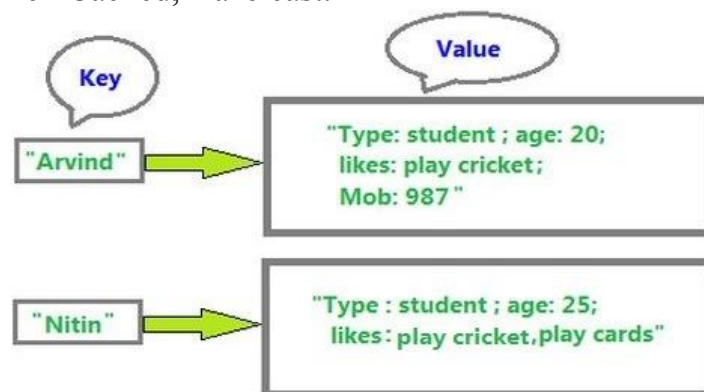 Key
Value
"Arvind"
"Type: student ; age: 20;
likes: play cricket;
Mob: 987 "
"Nitin"
"Type : student ; age: 25;
likes: play cricket,play cards"